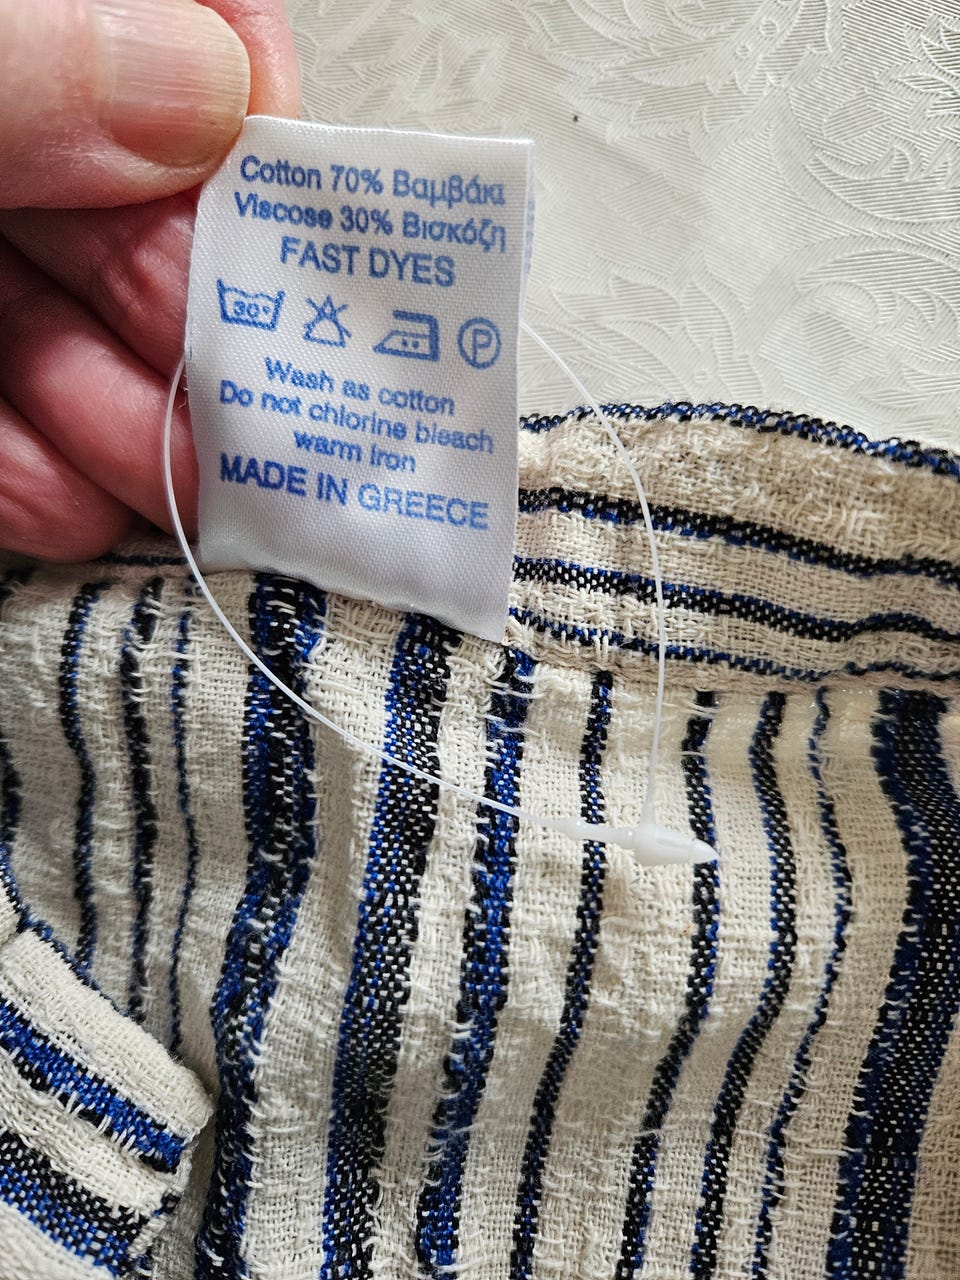 Cotton 70% Βαμβάκι
Viscose 30% Βισκόζη
FAST DYES
30° P
Wash as cotton
Do not chlorine bleach
warm iron
MADE IN GREECE